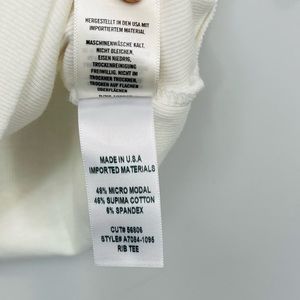 HERGESTELLT IN DEN USA MIT
IMPORTIERTEM MATERIAL
MASCHINENWÄSCHE KALT,
NICHT BLEICHEN,
EISEN NIEDRIG,
TROCKENREINIGUNG
FREIWILLIG, NICHT IM
TROCKNER TROCKNEN,
TROCKEN AUF FLACHEN
OBERFLÄCHEN
MADE IN U.S.A
IMPORTED MATERIALS
49% MICRO MODAL
46% SUPIMA COTTON
6% SPANDEX
CUT# 56806
STYLE# A7084-1095
RIB TEE